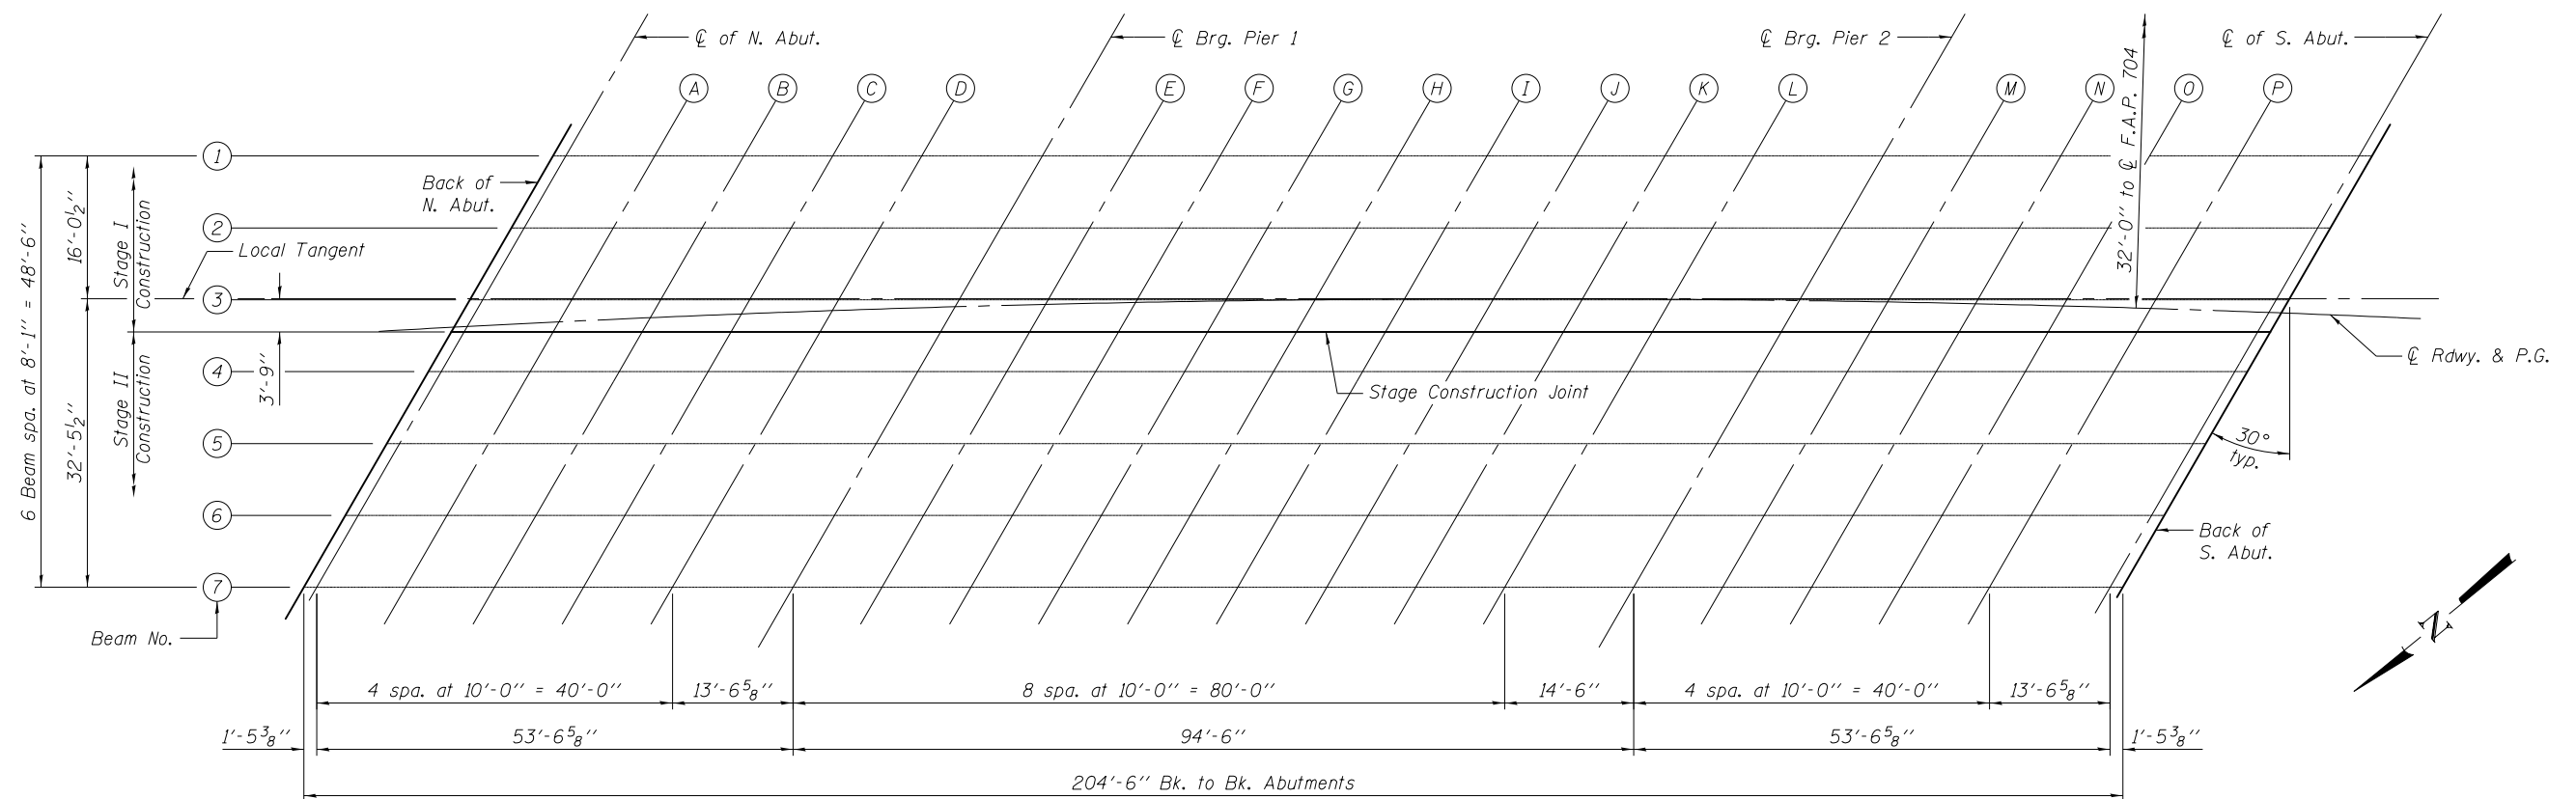 ℄ of N. Abut.
℄ Brg. Pier 1
℄ Brg. Pier 2
℄ of S. Abut.
A B C D E F G H I J K L M N O P
32'-0" to ℄ F.A.P. 704
1
2
3
4
5
6
7
Back of
N. Abut.
Local Tangent
6 Beam spa. at 8'-1" = 48'-6"
16'-0½"
32'-5½"
Stage I
Construction
Stage II
Construction
3'-9"
Stage Construction Joint
℄ Rdwy. & P.G.
30°
typ.
Back of
S. Abut.
Beam No.
N
4 spa. at 10'-0" = 40'-0"
13'-6⅝"
8 spa. at 10'-0" = 80'-0"
14'-6"
4 spa. at 10'-0" = 40'-0"
13'-6⅝"
1'-5⅜"
53'-6⅝"
94'-6"
53'-6⅝"
1'-5⅜"
204'-6" Bk. to Bk. Abutments